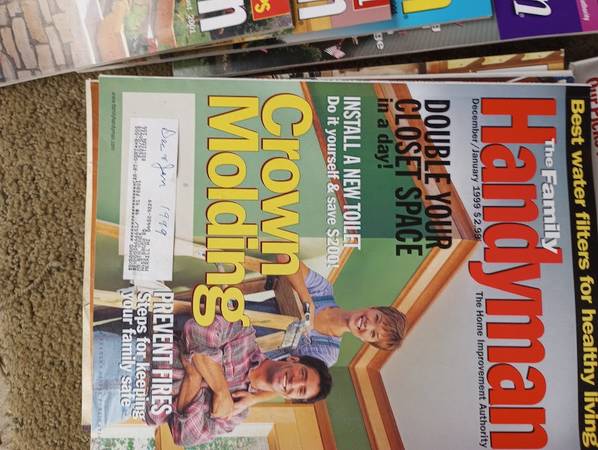 Best water filters for healthy living
The Family
Handyman
December/January 1999 $2.99
The Home Improvement Authority
DOUBLE YOUR
CLOSET SPACE
in a day!
INSTALL A NEW TOILET
Do it yourself & save $200!
Crown
Molding
Dec & Jan 1999
PREVENT FIRES
Steps for keeping
your family safe